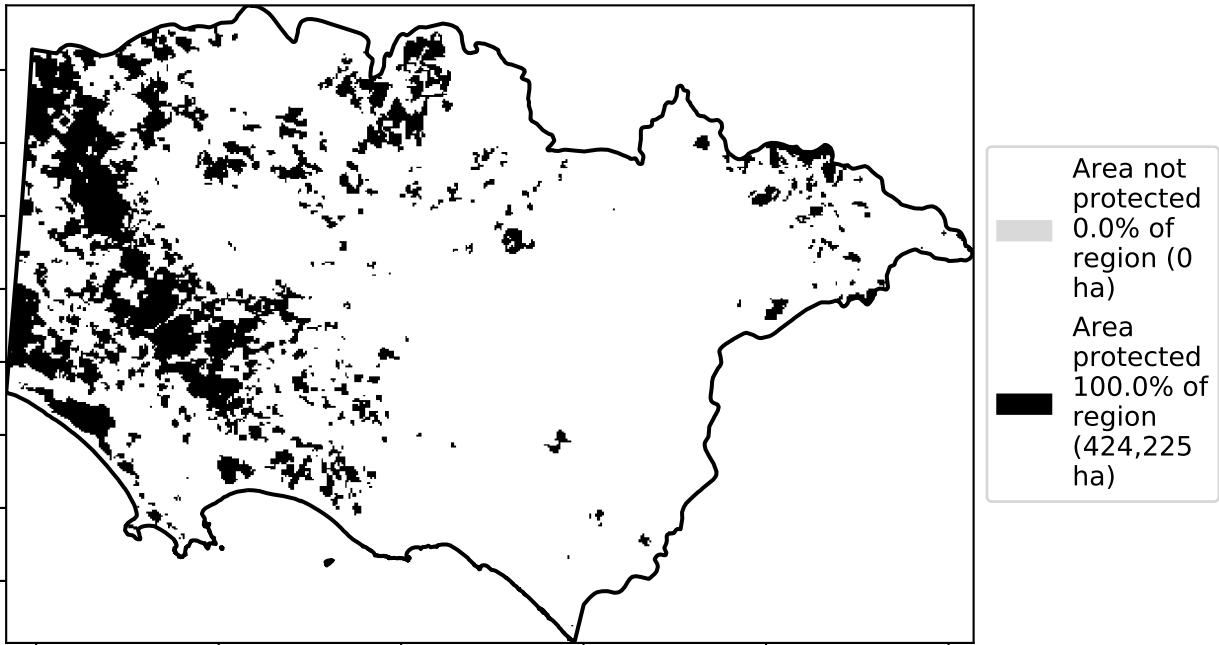 Area not
protected
0.0% of
region (0
ha)
Area
protected
100.0% of
region
(424,225
ha)